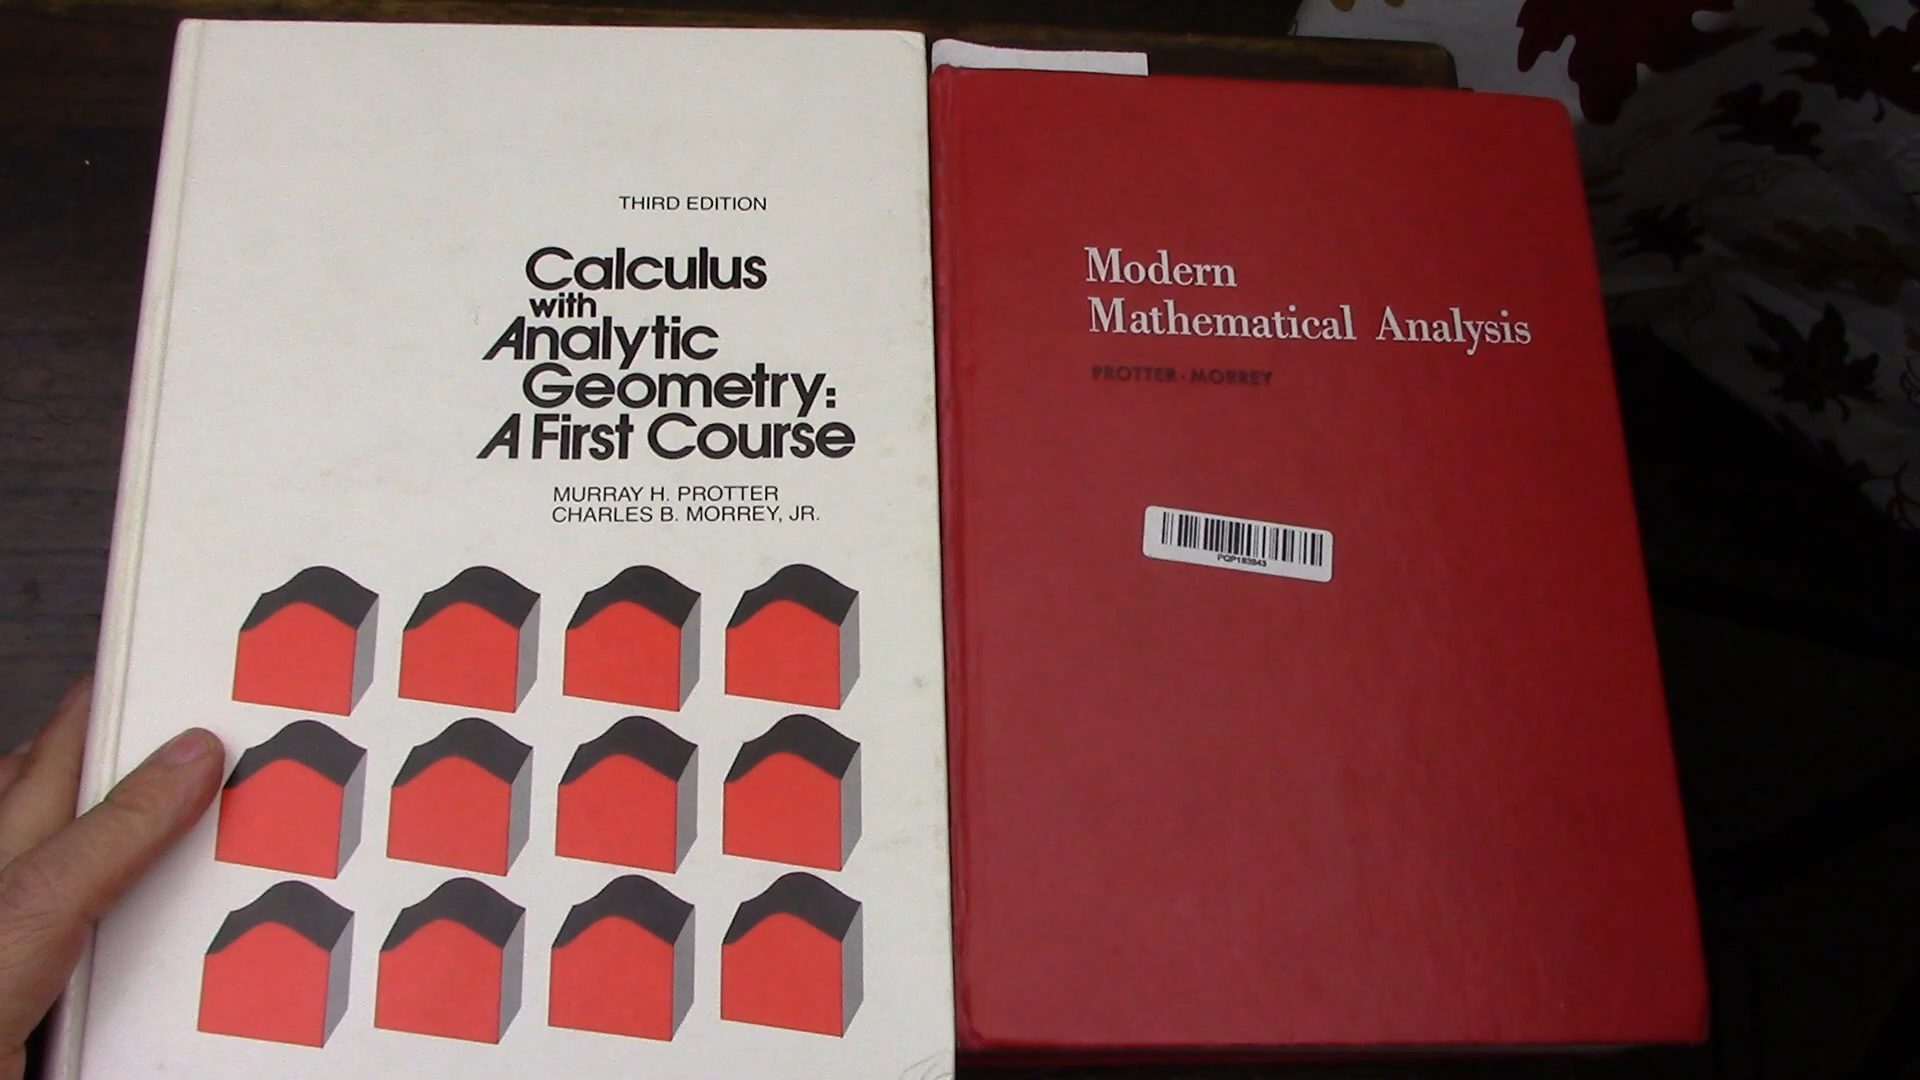 THIRD EDITION
Calculus
with
Analytic
Geometry:
A First Course
MURRAY H. PROTTER
CHARLES B. MORREY, JR.
Modern
Mathematical Analysis
PROTTER-MORREY